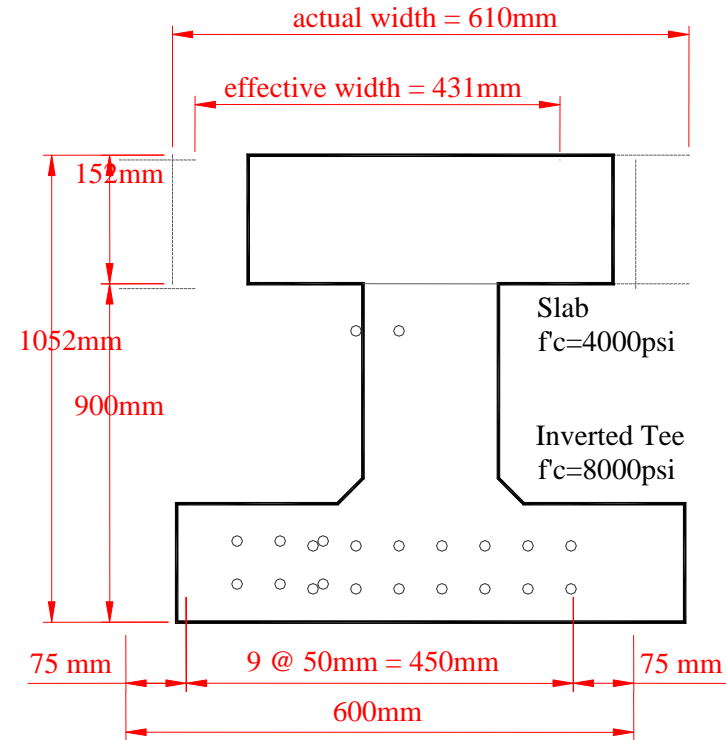 actual width = 610mm
effective width = 431mm
152mm
Slab
f'c=4000psi
1052mm
900mm
Inverted Tee
f'c=8000psi
75 mm
9 @ 50mm = 450mm
75 mm
600mm